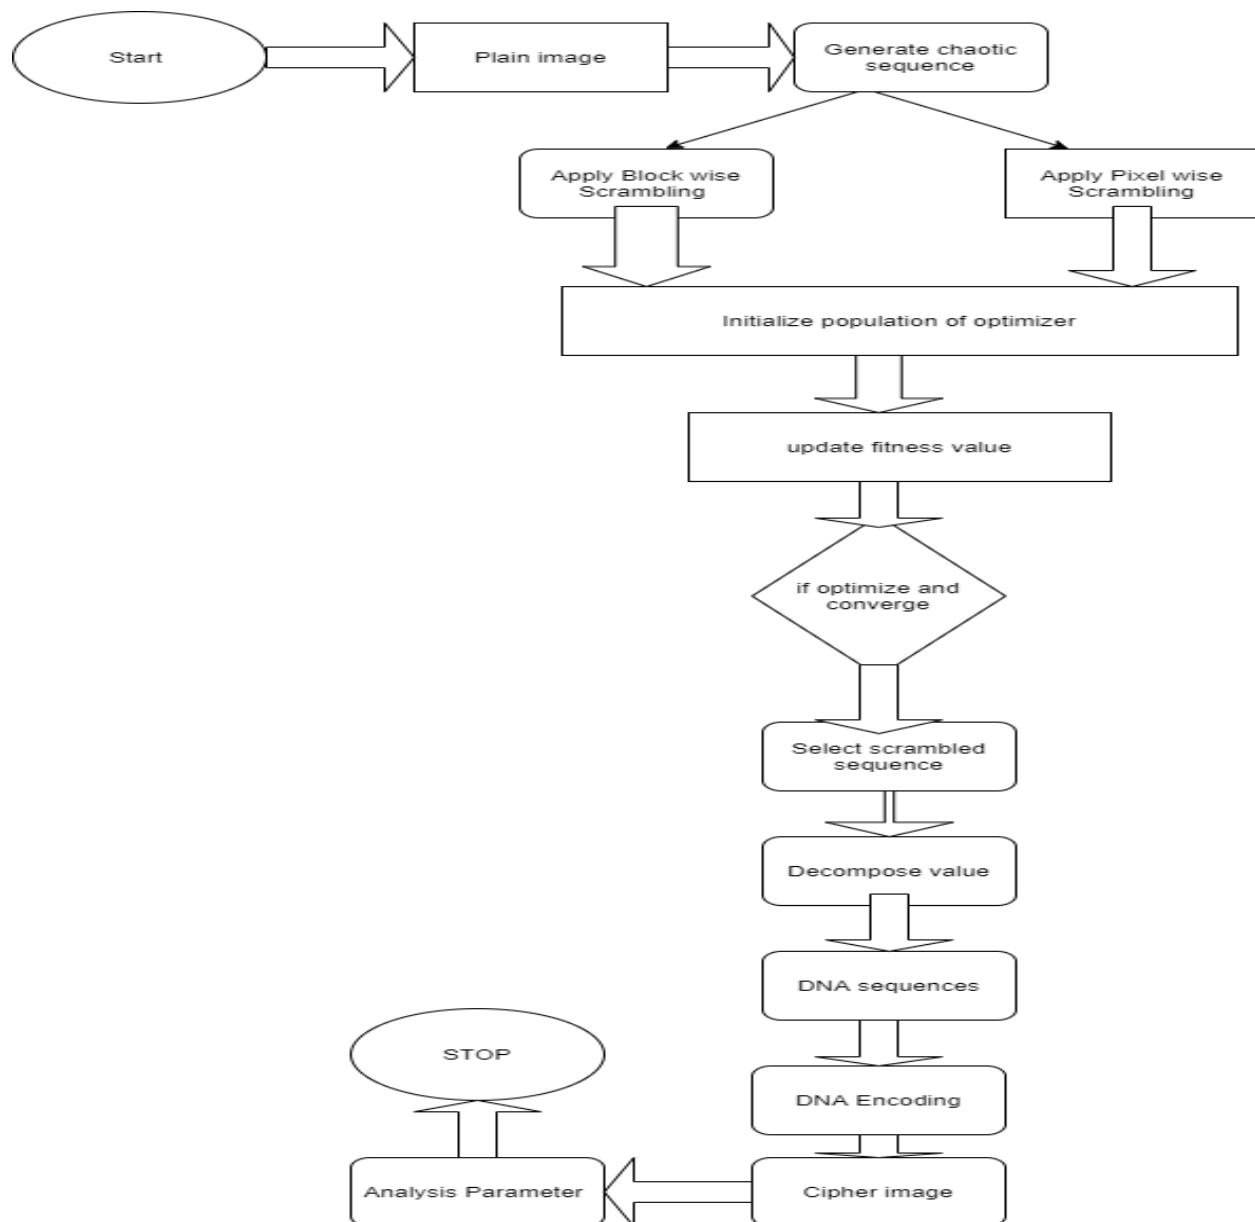 Start
Plain image
Generate chaotic
sequence
Apply Block wise
Scrambling
Apply Pixel wise
Scrambling
Initialize population of optimizer
update fitness value
if optimize and
converge
Select scrambled
sequence
Decompose value
DNA sequences
STOP
DNA Encoding
Analysis Parameter
Cipher image